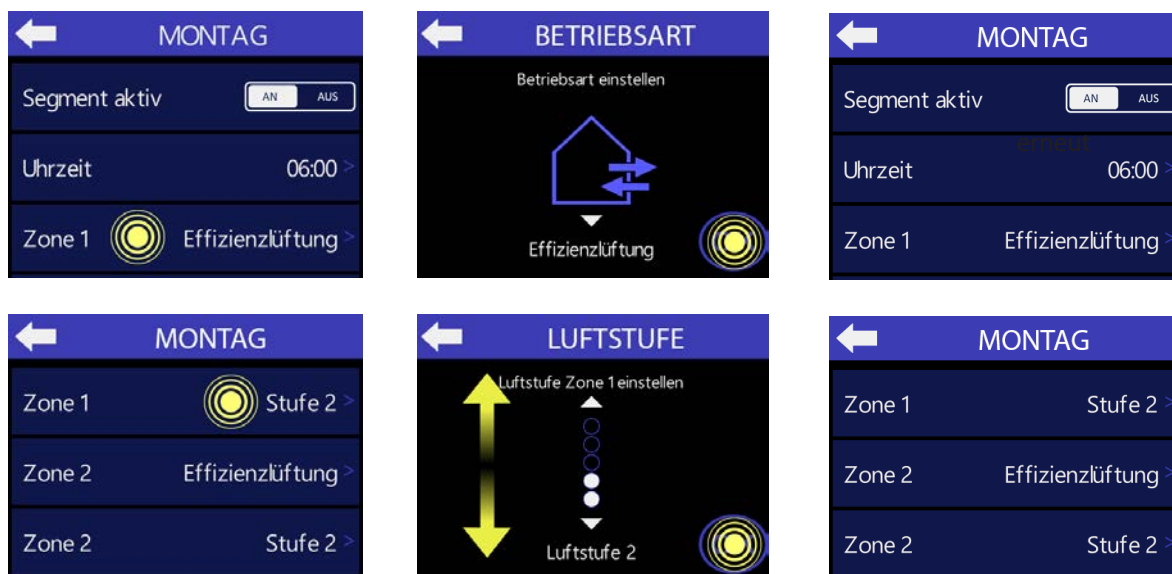 MONTAG
Segment aktiv AN AUS
Uhrzeit 06:00 >
Zone 1 Effizienzlüftung >
BETRIEBSART
Betriebsart einstellen
Effizienzlüftung
MONTAG
Segment aktiv AN AUS
erneut
Uhrzeit 06:00 >
Zone 1 Effizienzlüftung >
MONTAG
Zone 1 Stufe 2 >
Zone 2 Effizienzlüftung >
Zone 2 Stufe 2 >
LUFTSTUFE
Luftstufe Zone 1 einstellen
Luftstufe 2
MONTAG
Zone 1 Stufe 2 >
Zone 2 Effizienzlüftung >
Zone 2 Stufe 2 >